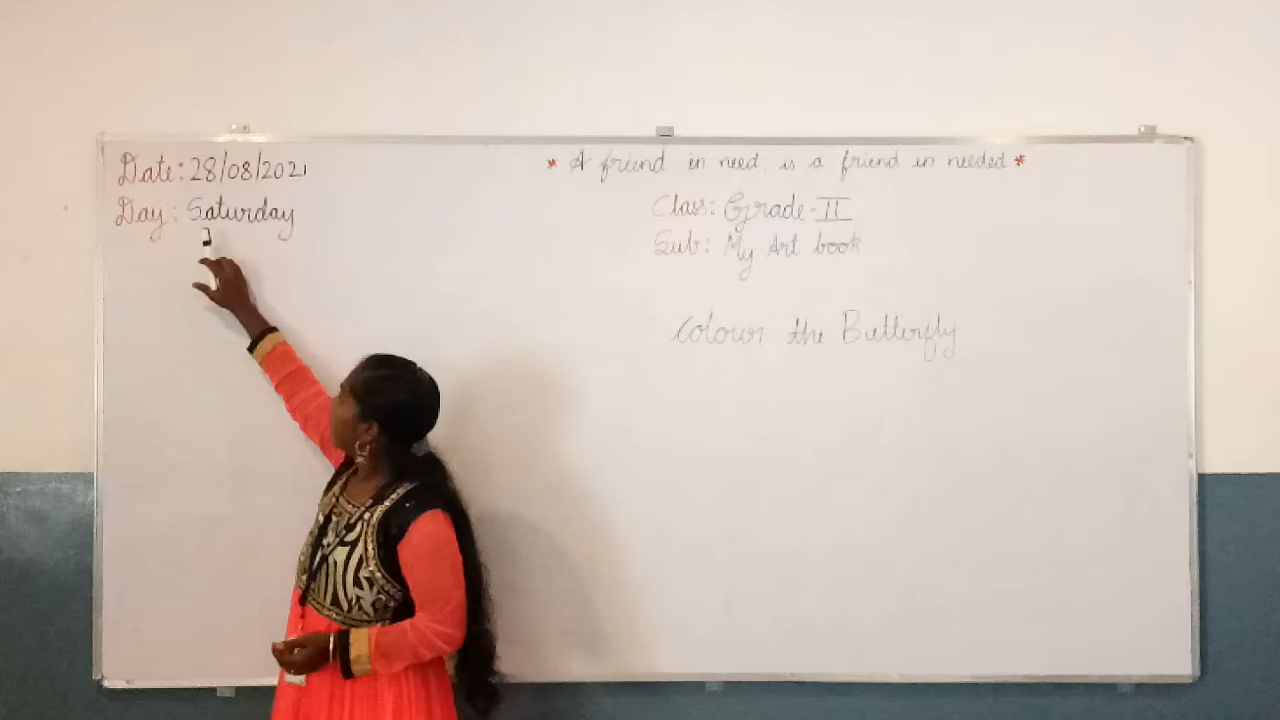 Date: 28/08/2021
Day: Saturday
* A friend in need is a friend in needed *
Class: Grade-II
Sub: My Art book
Colour the Butterfly